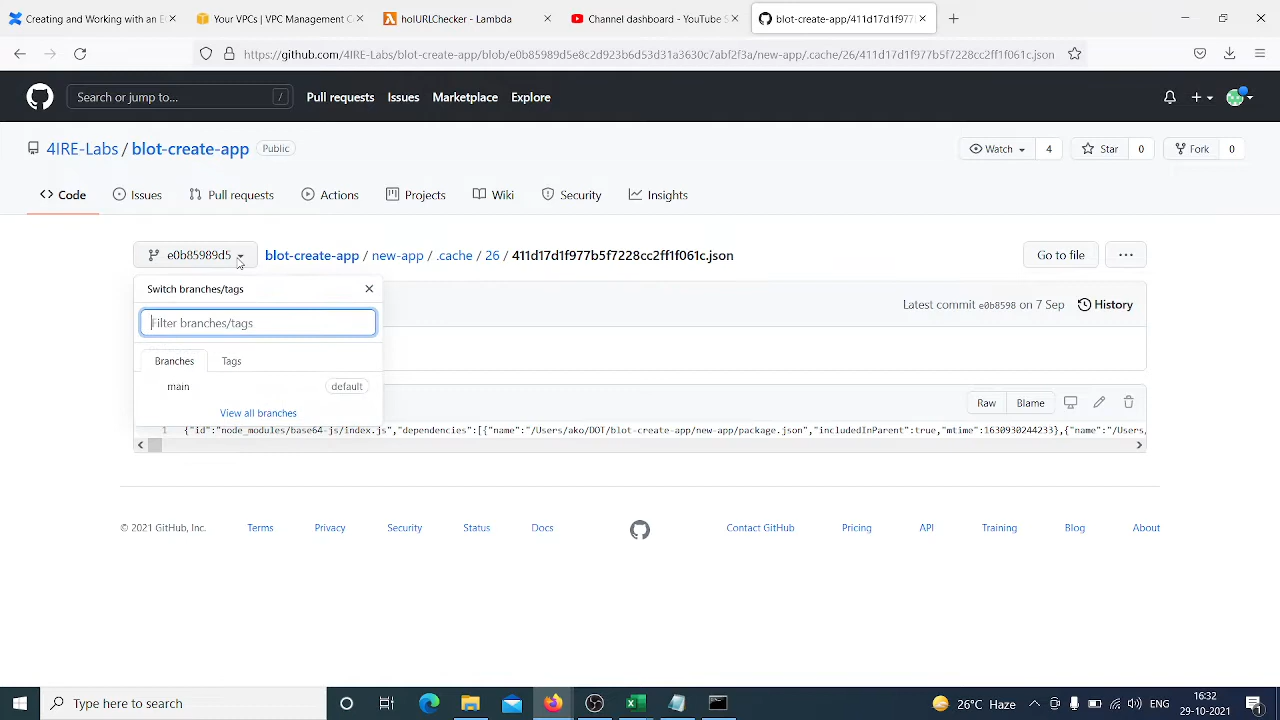 Creating and Working with an E
Your VPCs | VPC Management C
holURLChecker - Lambda
Channel dashboard - YouTube S
blot-create-app/411d17d1f977
https://github.com/4IRE-Labs/blot-create-app/blob/e0b85989d5e8c2d923b6d53d31a3630c7abf2f3a/new-app/.cache/26/411d17d1f977b5f7228cc2ff1f061c.json
Search or jump to...
/
Pull requests
Issues
Marketplace
Explore
4IRE-Labs / blot-create-app
Public
Watch
4
Star
0
Fork
0
Code
Issues
Pull requests
Actions
Projects
Wiki
Security
Insights
e0b85989d5
blot-create-app / new-app / .cache / 26 / 411d17d1f977b5f7228cc2ff1f061c.json
Go to file
Switch branches/tags
Filter branches/tags
Branches
Tags
main
default
View all branches
Latest commit e0b8598 on 7 Sep
History
Raw
Blame
1 {"id":"node_modules/base64-js/index.js","dependencies":[{"name":"/Users/ako/DOT/blot-create-app/new-app/package.json","includedInParent":true,"mtime":1630930244233},{"name":"/Users,
© 2021 GitHub, Inc.
Terms
Privacy
Security
Status
Docs
Contact GitHub
Pricing
API
Training
Blog
About
Type here to search
26°C Haze
ENG
16:32
29-10-2021
1